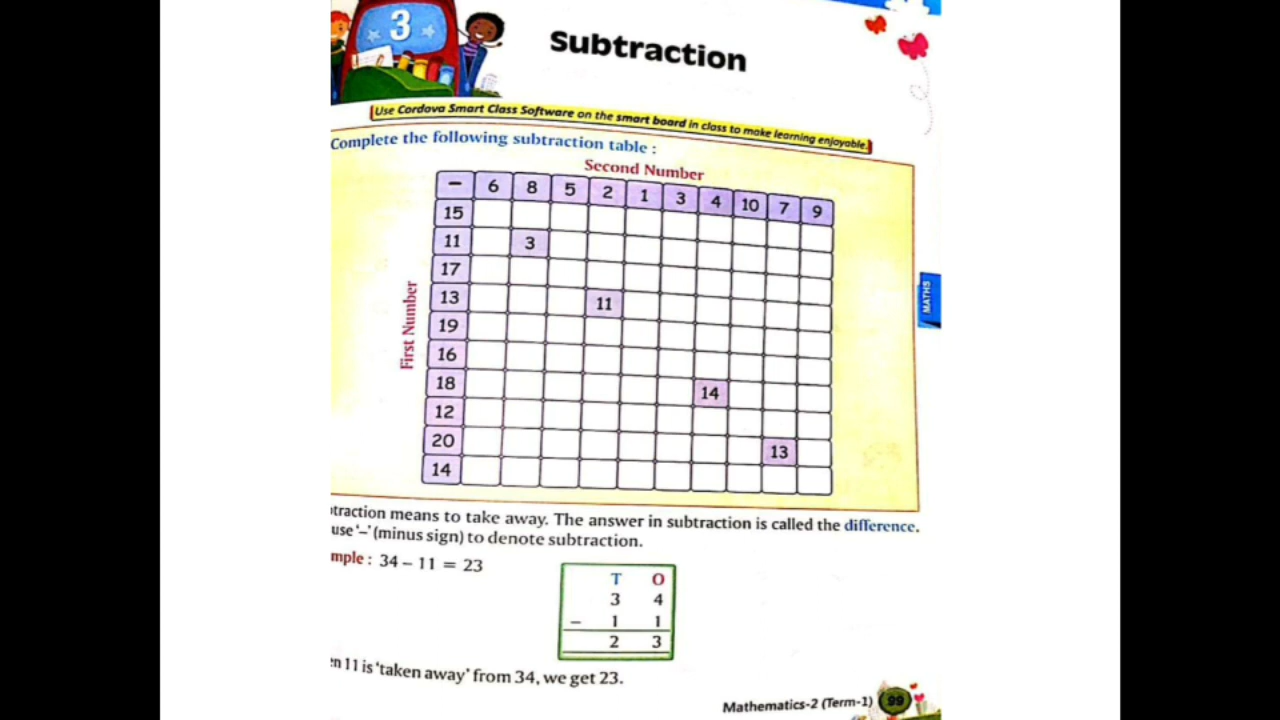 3
Subtraction
Use Cordova Smart Class Software on the smart board in class to make learning enjoyable.
Complete the following subtraction table :
Second Number
− 6 8 5 2 1 3 4 10 7 9
First Number
15
11 3
17
13 11
19
16
18 14
12
20 13
14
MATHS
means to take away. The answer in subtraction is called the difference.
use ‘–’ (minus sign) to denote subtraction.
: 34 – 11 = 23
T O
3 4
− 1 1
2 3
11 is ‘taken away’ from 34, we get 23.
Mathematics-2 (Term-1) 99